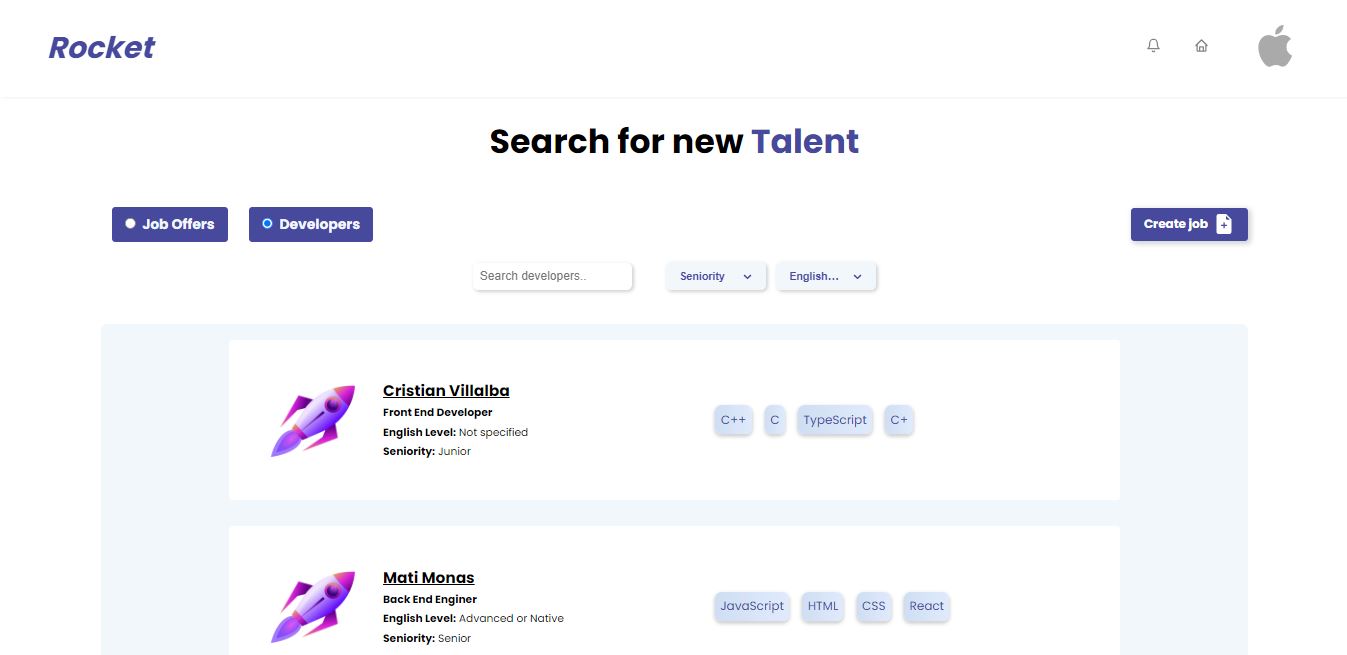 Rocket
Search for new Talent
Job Offers
Developers
Create job
Search developers..
Seniority
English...
Cristian Villalba
Front End Developer
English Level: Not specified
Seniority: Junior
C++ C TypeScript C+
Mati Monas
Back End Enginer
English Level: Advanced or Native
Seniority: Senior
JavaScript HTML CSS React